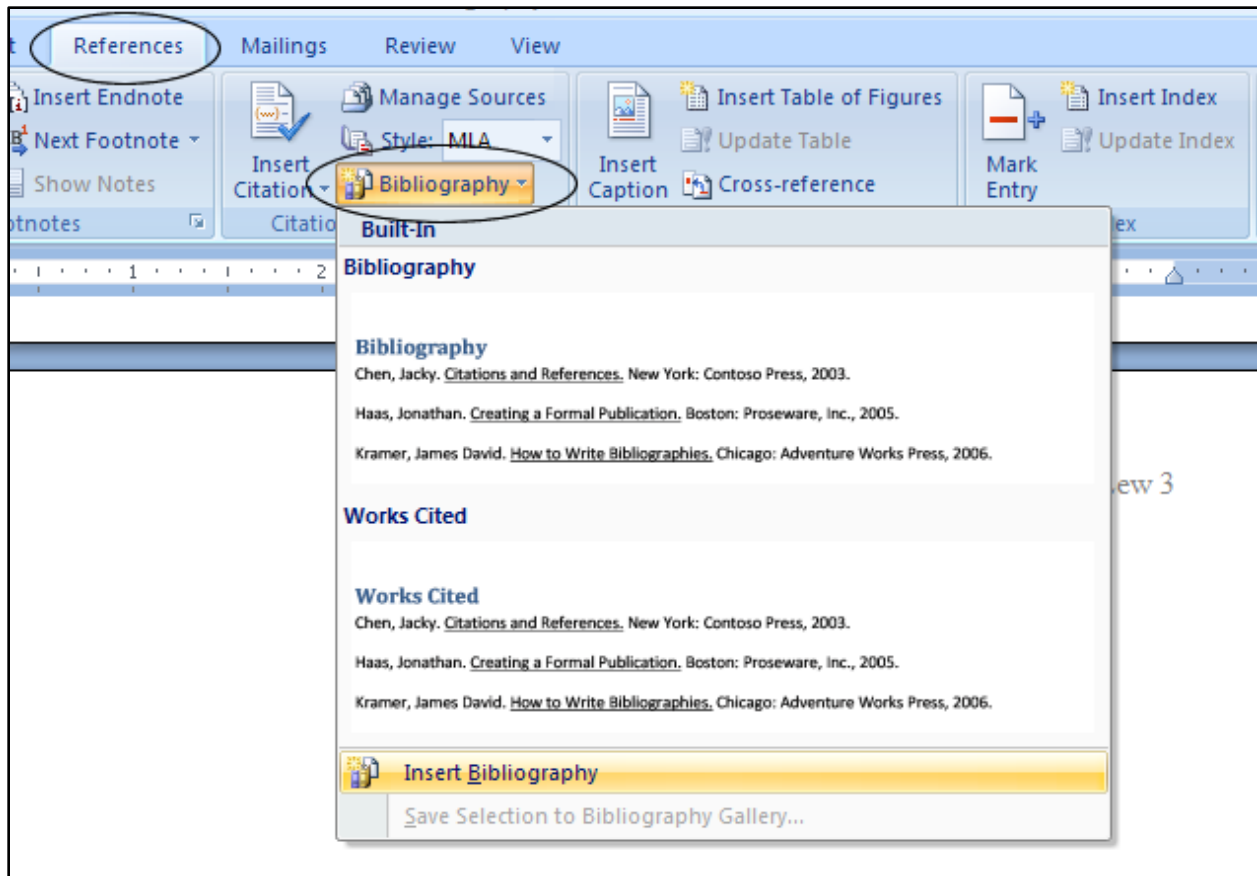 References Mailings Review View
Insert Endnote
Next Footnote
Show Notes
Insert
Citation
Manage Sources
Style: MLA
Bibliography
Insert
Caption
Insert Table of Figures
Update Table
Cross-reference
Mark
Entry
Insert Index
Update Index
otnotes Citatio ex
1 2
Built-In
Bibliography
Bibliography
Chen, Jacky. Citations and References. New York: Contoso Press, 2003.
Haas, Jonathan. Creating a Formal Publication. Boston: Proseware, Inc., 2005.
Kramer, James David. How to Write Bibliographies. Chicago: Adventure Works Press, 2006.
ew 3
Works Cited
Works Cited
Chen, Jacky. Citations and References. New York: Contoso Press, 2003.
Haas, Jonathan. Creating a Formal Publication. Boston: Proseware, Inc., 2005.
Kramer, James David. How to Write Bibliographies. Chicago: Adventure Works Press, 2006.
Insert Bibliography
Save Selection to Bibliography Gallery...